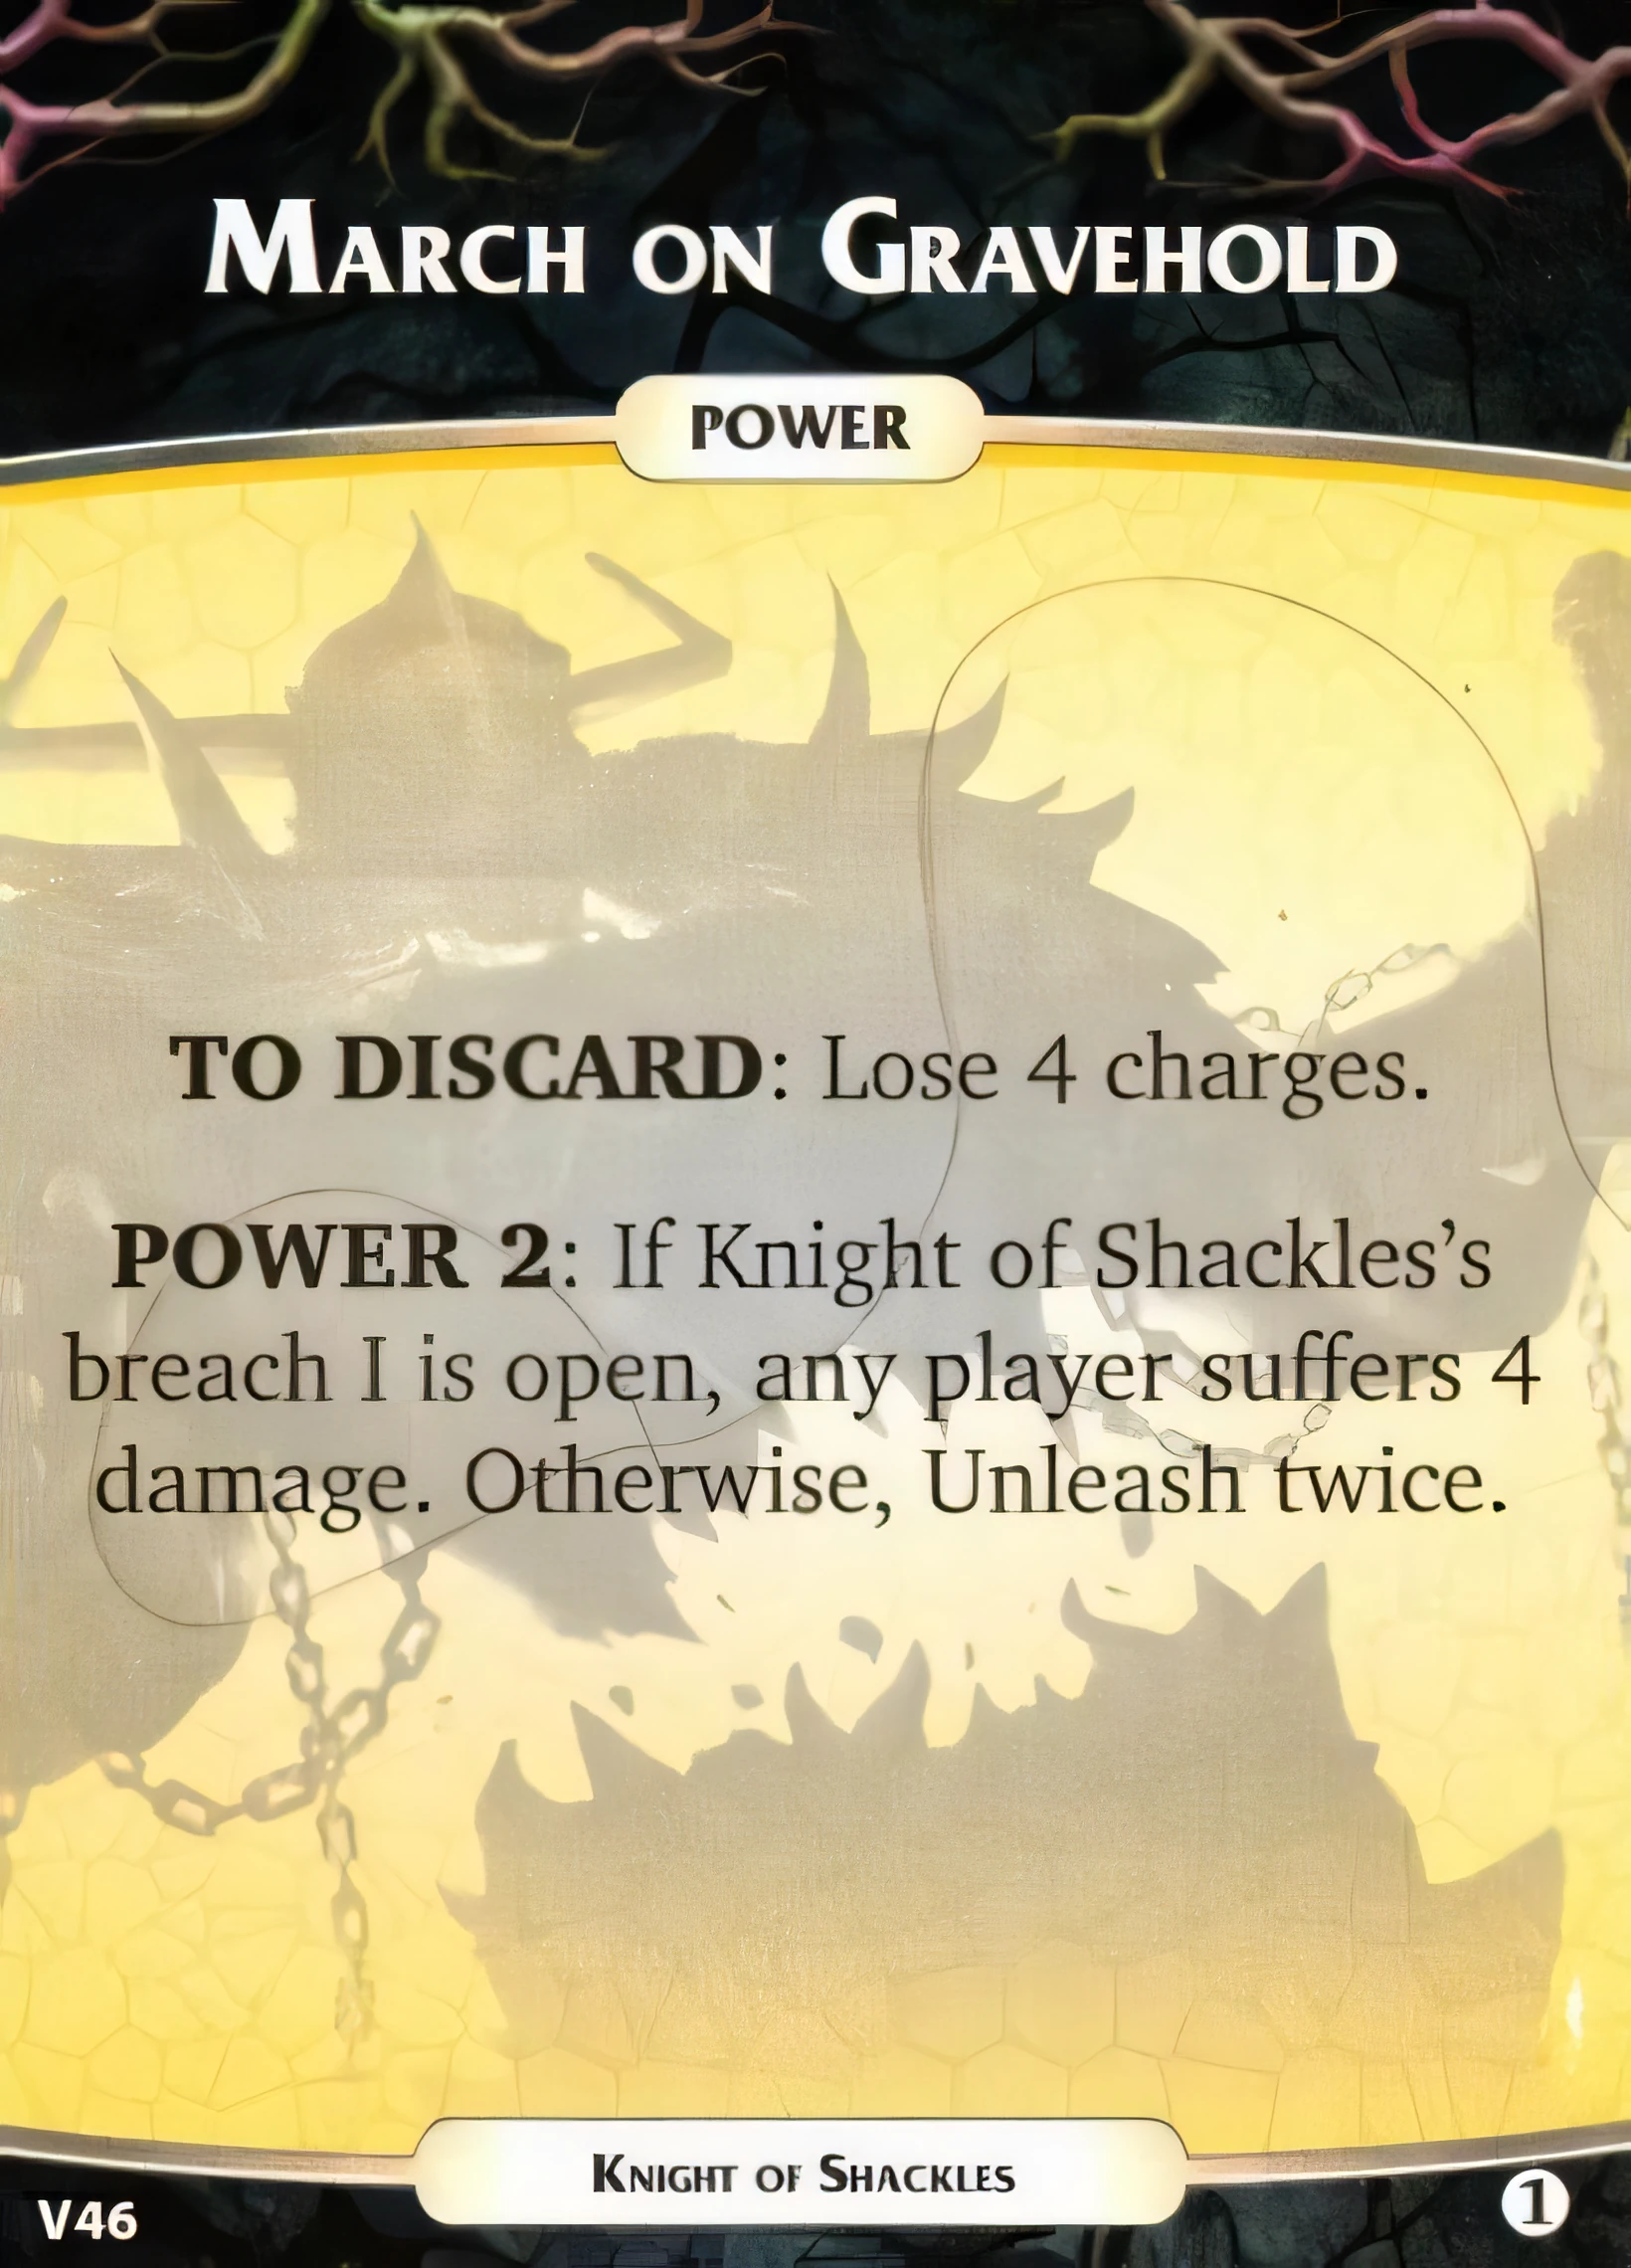 March on Gravehold
POWER
TO DISCARD: Lose 4 charges.
POWER 2: If Knight of Shackles’s
breach I is open, any player suffers 4
damage. Otherwise, Unleash twice.
Knight of Shackles
V46
1